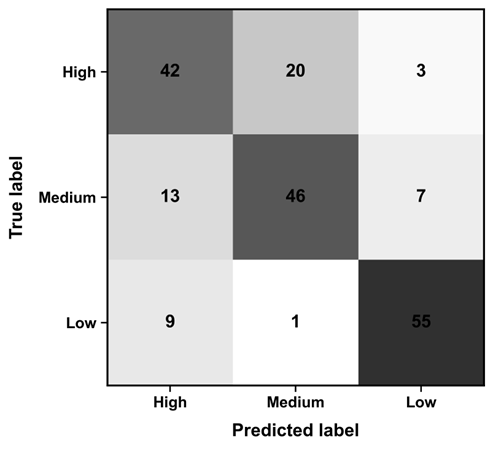 High 42 20 3
Medium 13 46 7
Low 9 1 55
True label
High Medium Low
Predicted label